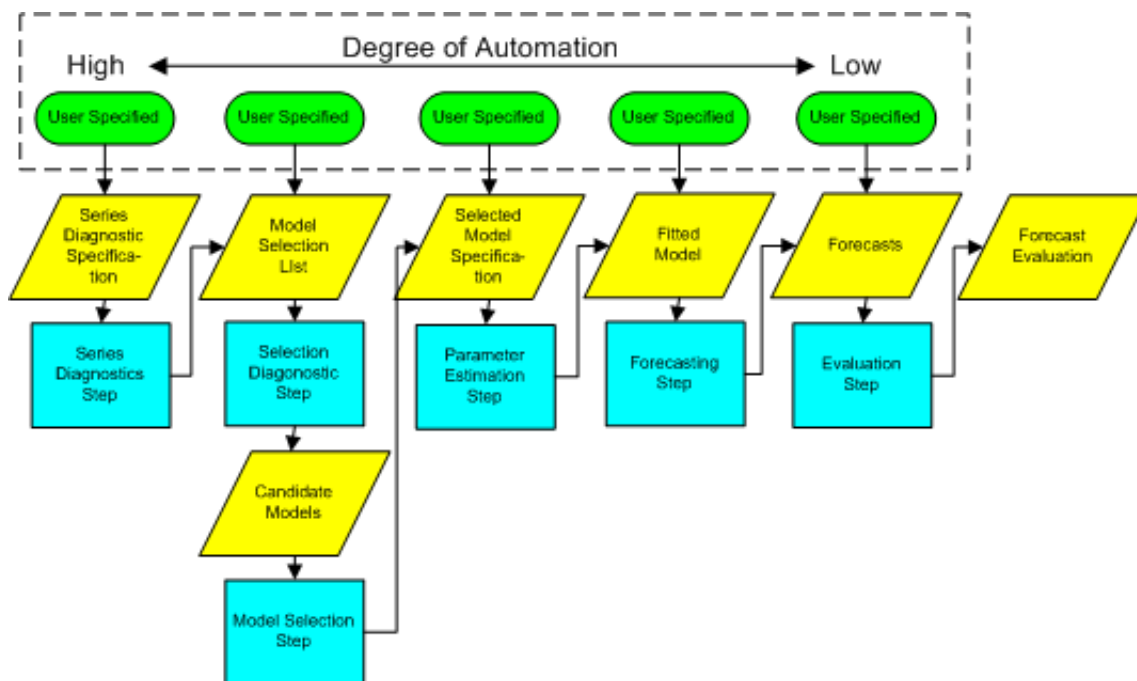 Degree of Automation
High
Low
User Specified
User Specified
User Specified
User Specified
User Specified
Series
Diagnostic
Specifica-
tion
Model
Selection
LIst
Selected
Model
Specifica-
tion
Fitted
Model
Forecasts
Forecast
Evaluation
Series
Diagnostics
Step
Selection
Diagonostic
Step
Parameter
Estimation
Step
Forecasting
Step
Evaluation
Step
Candidate
Models
Model Selection
Step